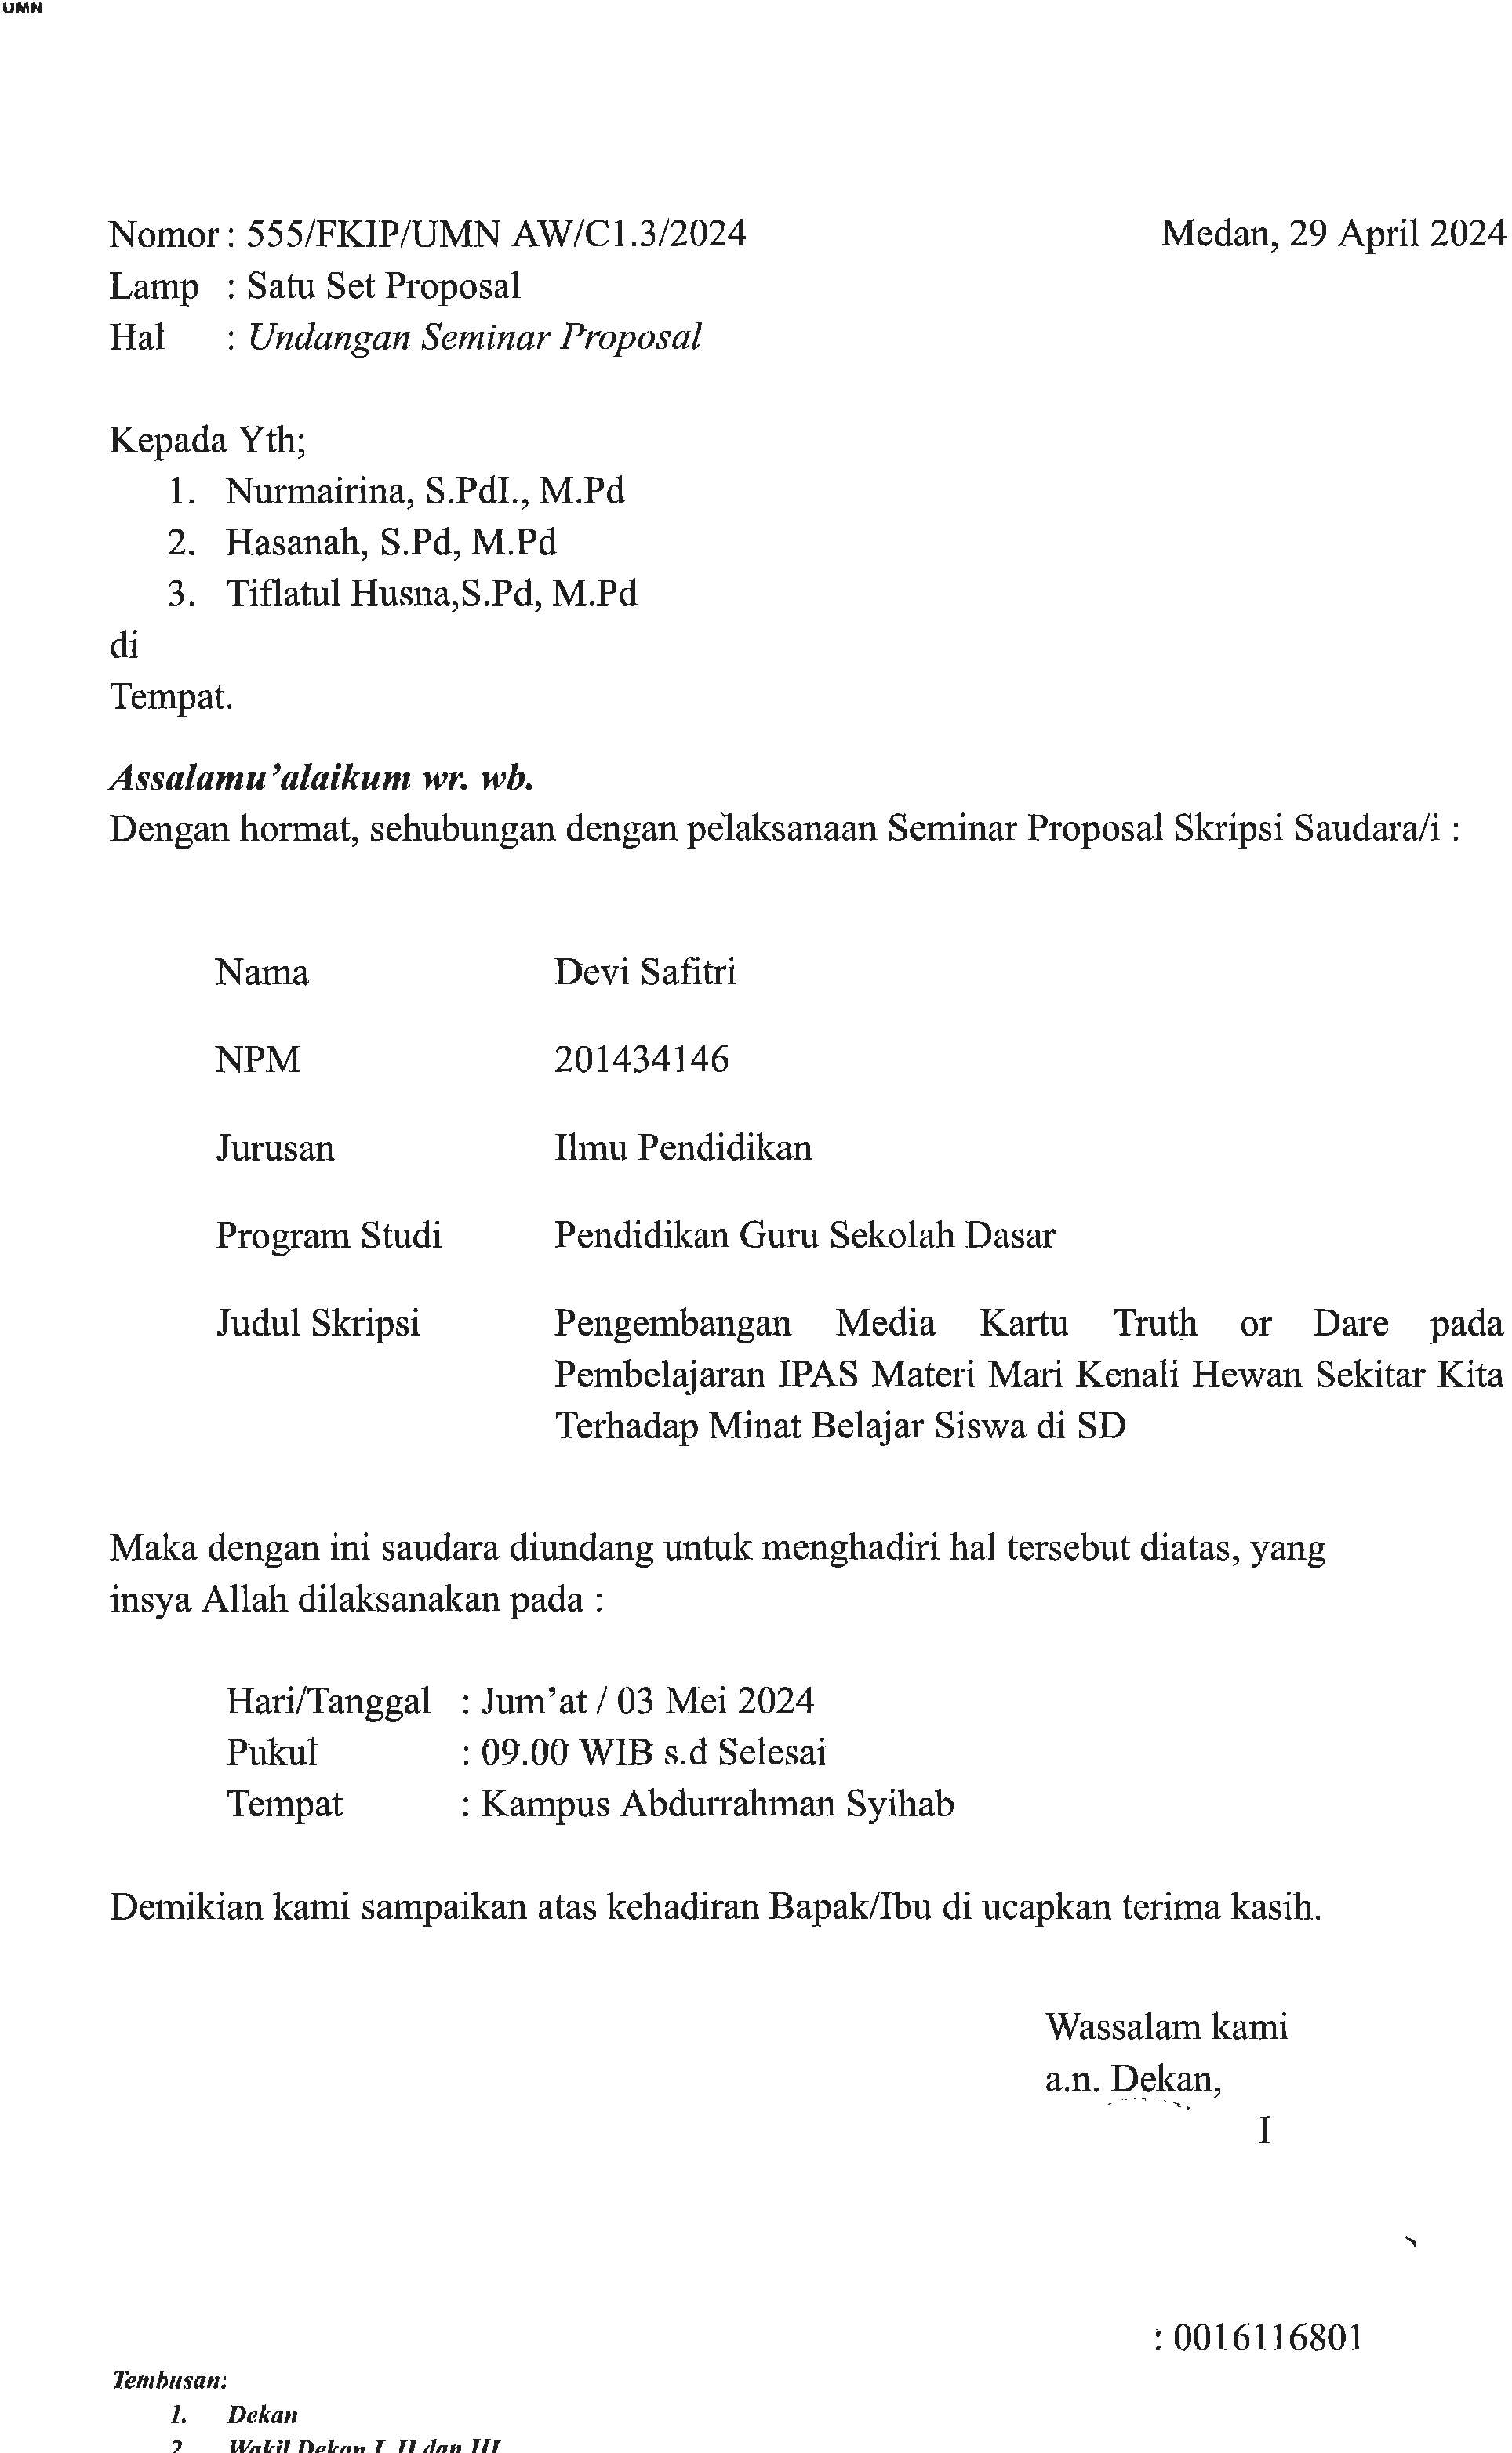 UMN
Nomor : 555/FKIP/UMN AW/C1.3/2024 Medan, 29 April 2024
Lamp : Satu Set Proposal
Hal : Undangan Seminar Proposal
Kepada Yth;
1. Nurmairina, S.PdI., M.Pd
2. Hasanah, S.Pd, M.Pd
3. Tiflatul Husna,S.Pd, M.Pd
di
Tempat.
Assalamu'alaikum wr. wb.
Dengan hormat, sehubungan dengan pelaksanaan Seminar Proposal Skripsi Saudara/i :
Nama Devi Safitri
NPM 201434146
Jurusan Ilmu Pendidikan
Program Studi Pendidikan Guru Sekolah Dasar
Judul Skripsi Pengembangan Media Kartu Truth or Dare pada
Pembelajaran IPAS Materi Mari Kenali Hewan Sekitar Kita
Terhadap Minat Belajar Siswa di SD
Maka dengan ini saudara diundang untuk menghadiri hal tersebut diatas, yang
insya Allah dilaksanakan pada :
Hari/Tanggal : Jum'at / 03 Mei 2024
Pukul : 09.00 WIB s.d Selesai
Tempat : Kampus Abdurrahman Syihab
Demikian kami sampaikan atas kehadiran Bapak/Ibu di ucapkan terima kasih.
Wassalam kami
a.n. Dekan,
I
: 0016116801
Tembusan:
1. Dekan
2. Wakil Dekan I, II dan III